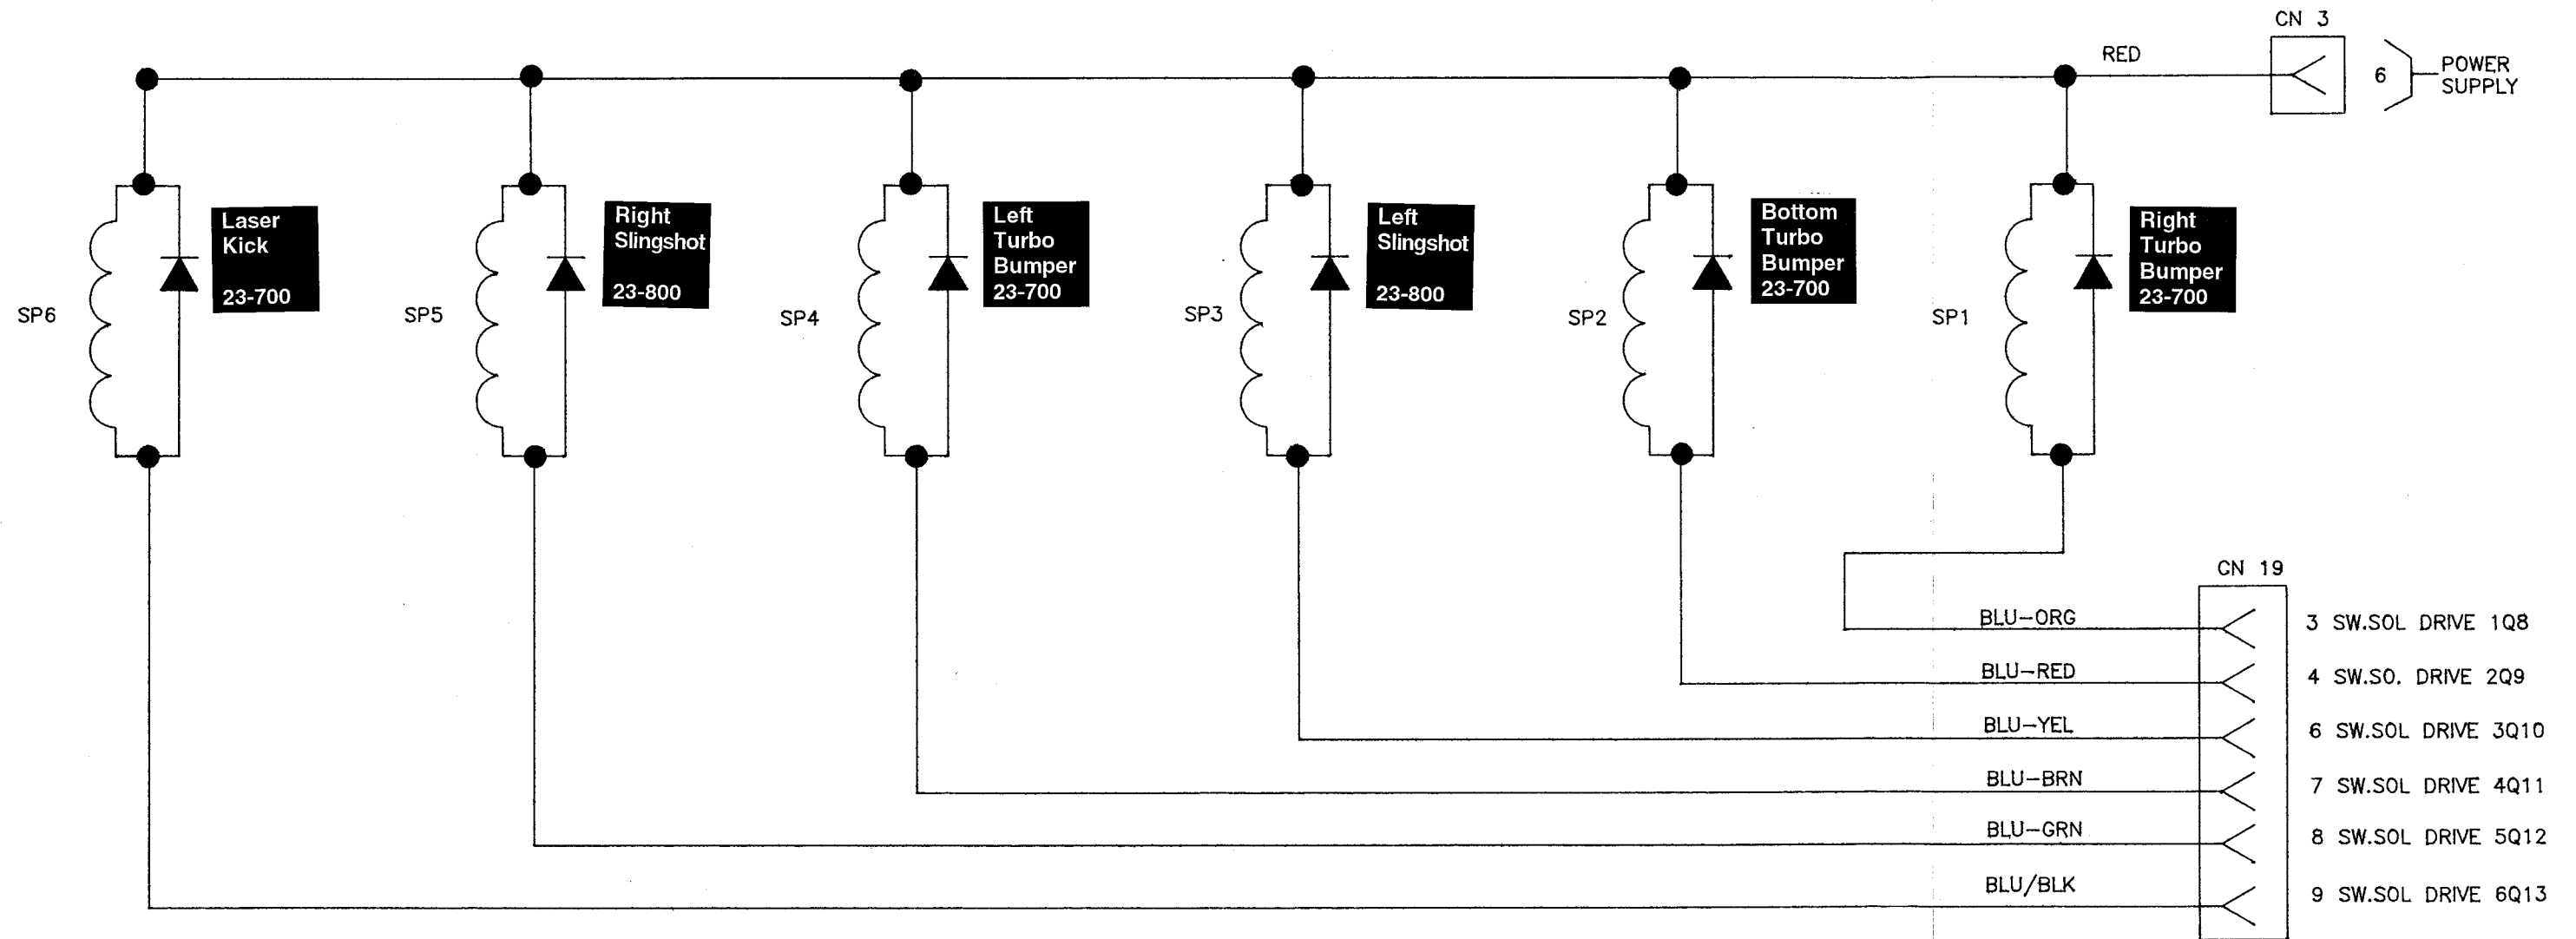 CN 3
RED
6
POWER
SUPPLY
Laser
Kick
23-700
SP6
Right
Slingshot
23-800
SP5
Left
Turbo
Bumper
23-700
SP4
Left
Slingshot
23-800
SP3
Bottom
Turbo
Bumper
23-700
SP2
Right
Turbo
Bumper
23-700
SP1
CN 19
BLU-ORG
3 SW.SOL DRIVE 1Q8
BLU-RED
4 SW.SO. DRIVE 2Q9
BLU-YEL
6 SW.SOL DRIVE 3Q10
BLU-BRN
7 SW.SOL DRIVE 4Q11
BLU-GRN
8 SW.SOL DRIVE 5Q12
BLU/BLK
9 SW.SOL DRIVE 6Q13